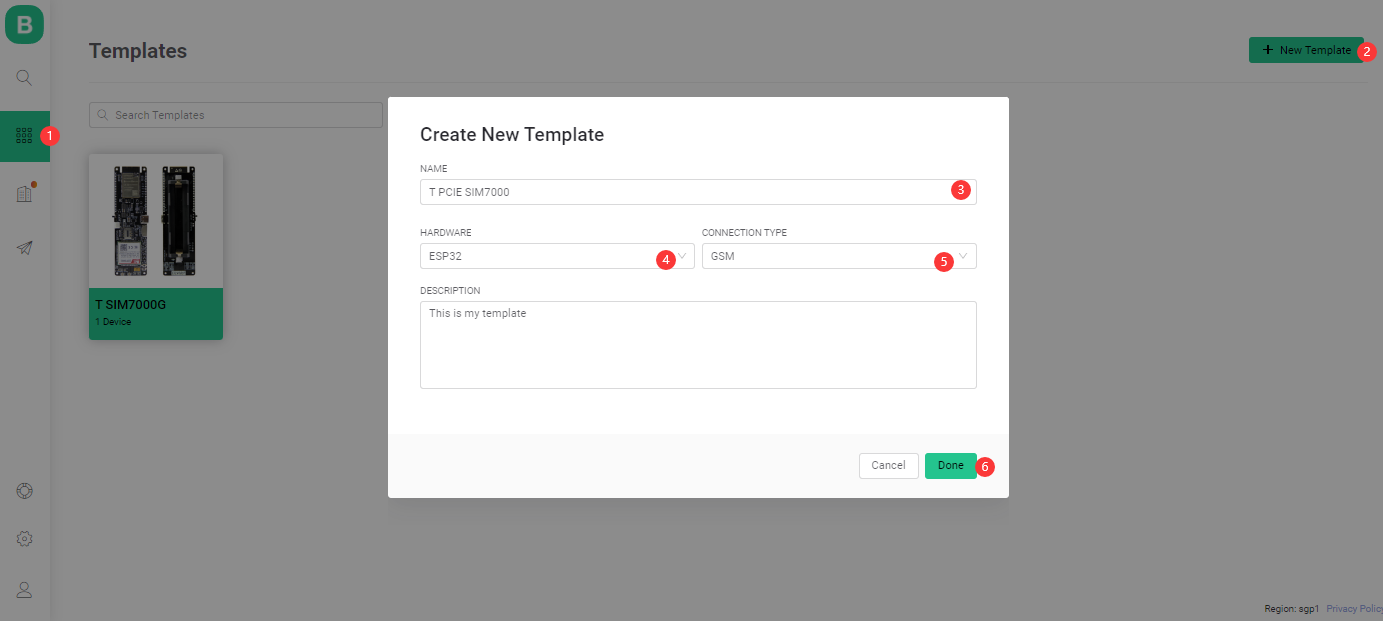 B
Templates
+ New Template 2
Search Templates
1
Create New Template
NAME
T PCIE SIM7000 3
HARDWARE CONNECTION TYPE
ESP32 4 GSM 5
DESCRIPTION
This is my template
T SIM7000G
1 Device
Cancel Done 6
Region: sgp1 Privacy Policy